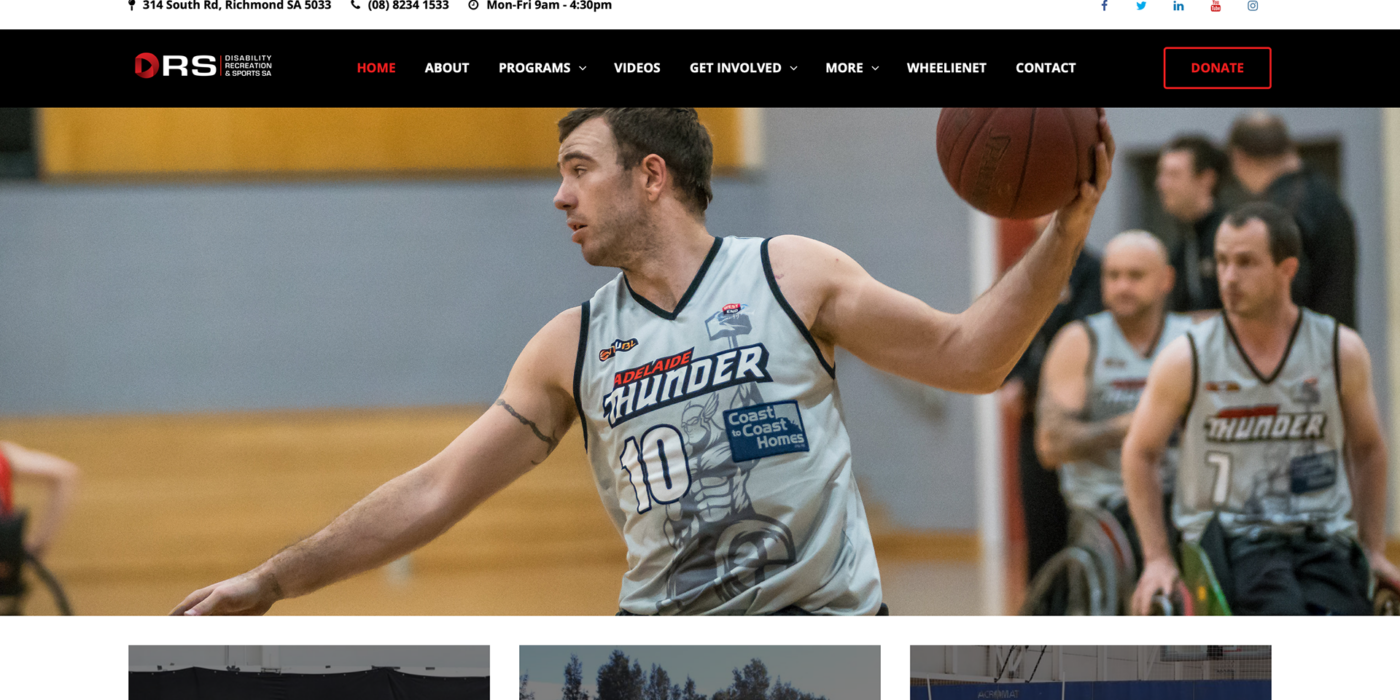 314 South Rd, Richmond SA 5033 (08) 8234 1533 Mon-Fri 9am - 4:30pm
DRS DISABILITY
RECREATION
& SPORTS SA
HOME ABOUT PROGRAMS VIDEOS GET INVOLVED MORE WHEELIENET CONTACT DONATE
ADELAIDE
THUNDER
10
Coast
to Coast
Homes
THUNDER
7